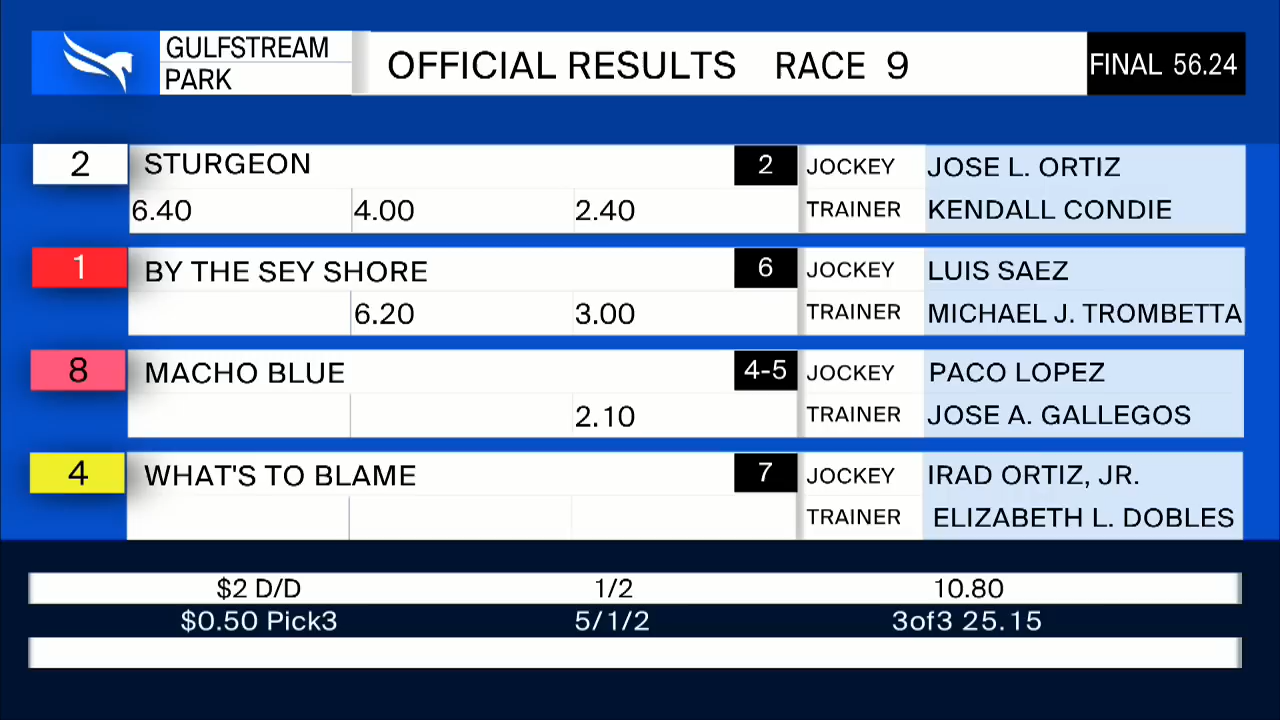 GULFSTREAM
PARK
OFFICIAL RESULTS RACE 9
FINAL 56.24
2 STURGEON 2 JOCKEY JOSE L. ORTIZ
6.40 4.00 2.40 TRAINER KENDALL CONDIE
1 BY THE SEY SHORE 6 JOCKEY LUIS SAEZ
6.20 3.00 TRAINER MICHAEL J. TROMBETTA
8 MACHO BLUE 4-5 JOCKEY PACO LOPEZ
2.10 TRAINER JOSE A. GALLEGOS
4 WHAT'S TO BLAME 7 JOCKEY IRAD ORTIZ, JR.
TRAINER ELIZABETH L. DOBLES
$2 D/D 1/2 10.80
$0.50 Pick3 5/1/2 3of3 25.15